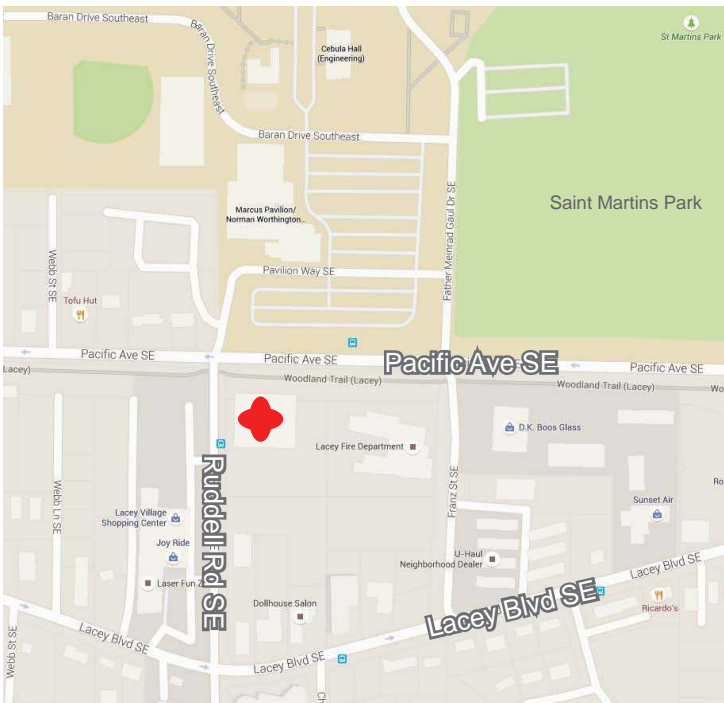 Baran Drive Southeast
Baran Drive Southeast
St Martins Park
Cebula Hall
(Engineering)
Baran Drive Southeast
Saint Martins Park
Marcus Pavilion/
Norman Worthington...
Father Meinrad Gaul Dr SE
Webb St SE
Pavilion Way SE
Tofu Hut
Pacific Ave SE
Pacific Ave SE
Pacific Ave SE
Pacific Ave SE
Lacey)
Woodland Trail (Lacey)
Woodland Trail (Lacey)
Wo
D.K. Boos Glass
Lacey Fire Department
Ruddell Rd SE
Webb Ln SE
Franz St SE
Ro
Sunset Air
Lacey Village
Shopping Center
Joy Ride
U-Haul
Neighborhood Dealer
Laser Fun Z
Lacey Blvd SE
Dollhouse Salon
Lacey Blvd SE
Ricardo's
Lacey Blvd SE
Webb St SE
Lacey Blvd SE
Ch